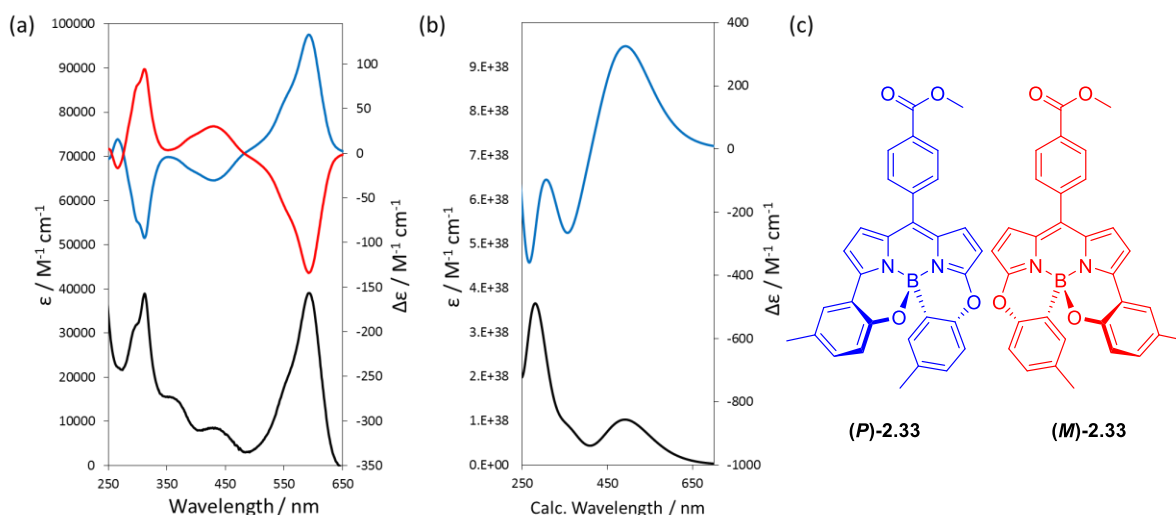 (a)
100000
90000
80000
70000
60000
50000
40000
30000
20000
10000
0
ε / M⁻¹ cm⁻¹
250
350
450
550
650
Wavelength / nm
100
50
0
-50
-100
-150
-200
-250
-300
-350
Δε / M⁻¹ cm⁻¹
(b)
9.E+38
8.E+38
7.E+38
6.E+38
5.E+38
4.E+38
3.E+38
2.E+38
1.E+38
0.E+00
ε / M⁻¹ cm⁻¹
250
450
650
Calc. Wavelength / nm
400
200
0
-200
-400
-600
-800
-1000
Δε / M⁻¹ cm⁻¹
(c)
O
O
N
N
B
O
O
(P)-2.33
O
O
N
N
B
O
O
(M)-2.33